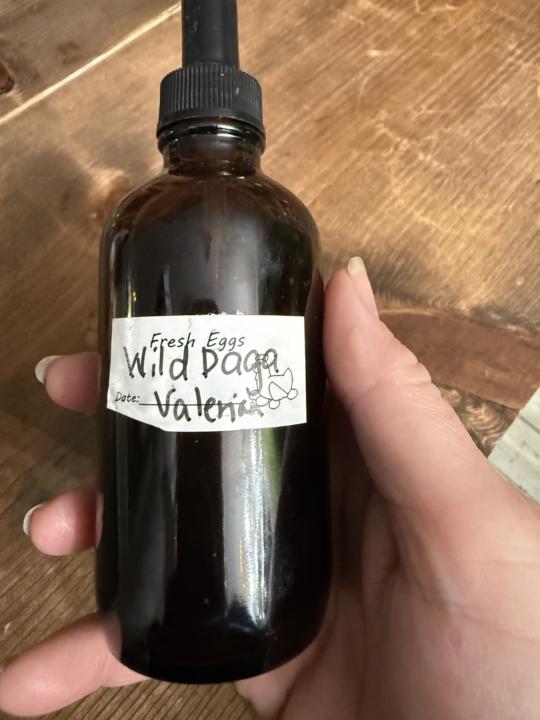 Fresh Eggs
Wild Daga
Date: Valerian